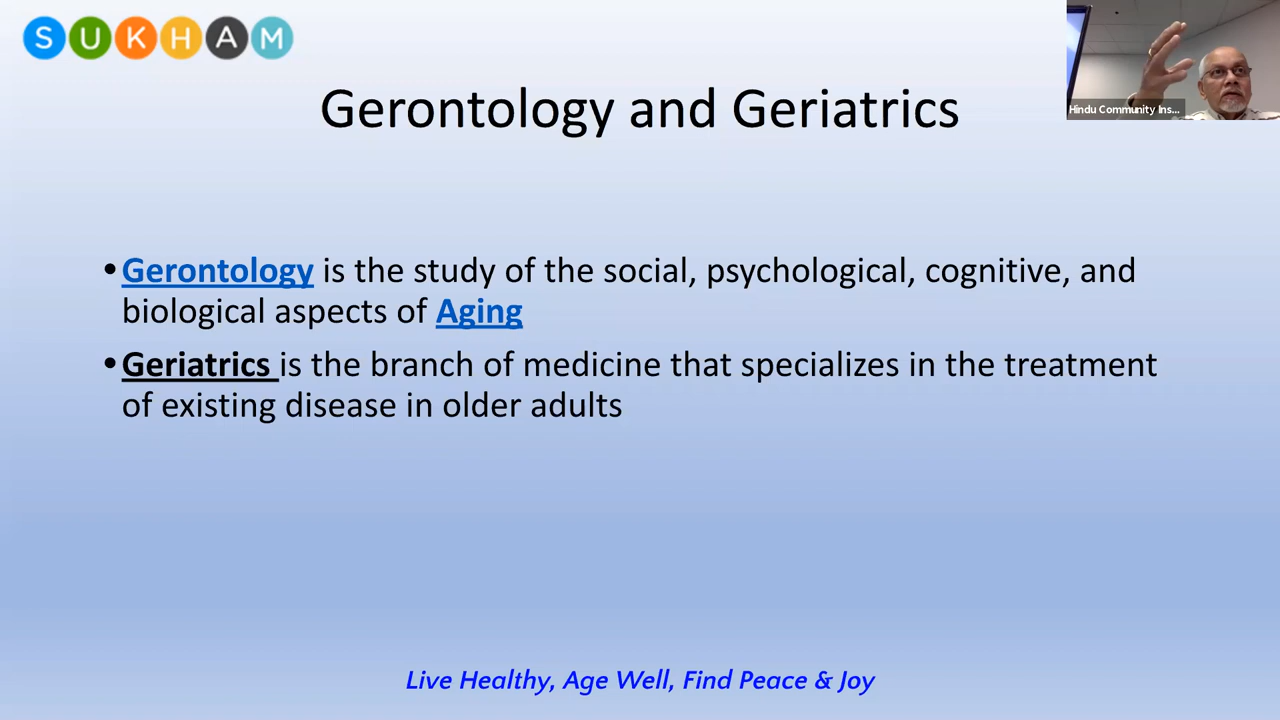 SUKHAM
Hindu Community Ins...
Gerontology and Geriatrics
•Gerontology is the study of the social, psychological, cognitive, and
biological aspects of Aging
•Geriatrics is the branch of medicine that specializes in the treatment
of existing disease in older adults
Live Healthy, Age Well, Find Peace & Joy